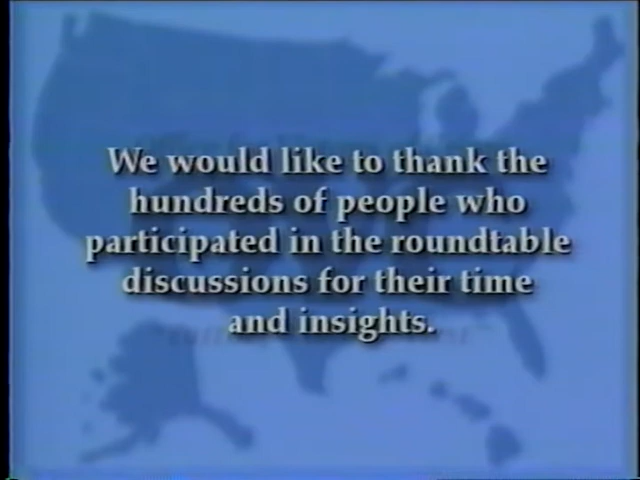 We would like to thank the
hundreds of people who
participated in the roundtable
discussions for their time
and insights.